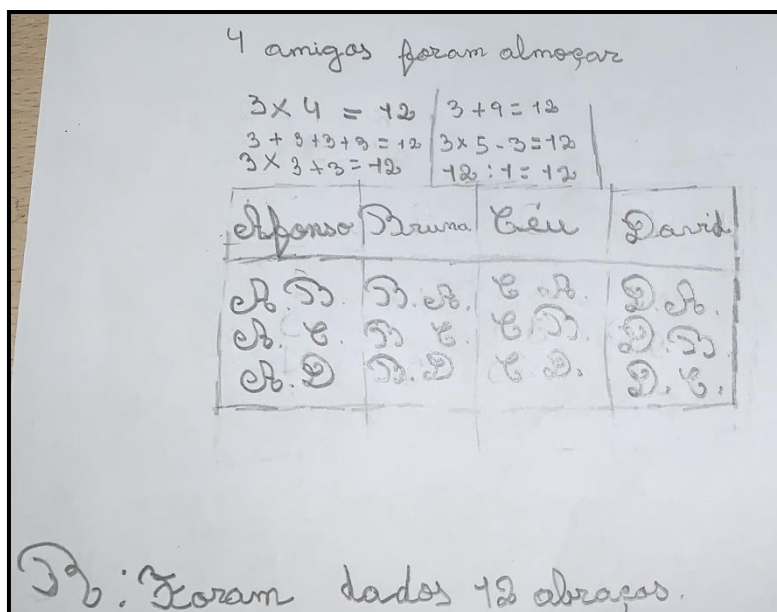 4 amigos foram almoçar
3 x 4 = 12 | 3 + 9 = 12
3 + 3 + 3 + 3 = 12 | 3 x 5 - 3 = 12
3 x 3 + 3 = 12 | 12 : 1 = 12
Afonso Bruna Céu David
A. B. B. A. C A. D. A.
A. C. B C. C B D. B
A. D B. D C D. D. C.
R: Foram dados 12 abraços.